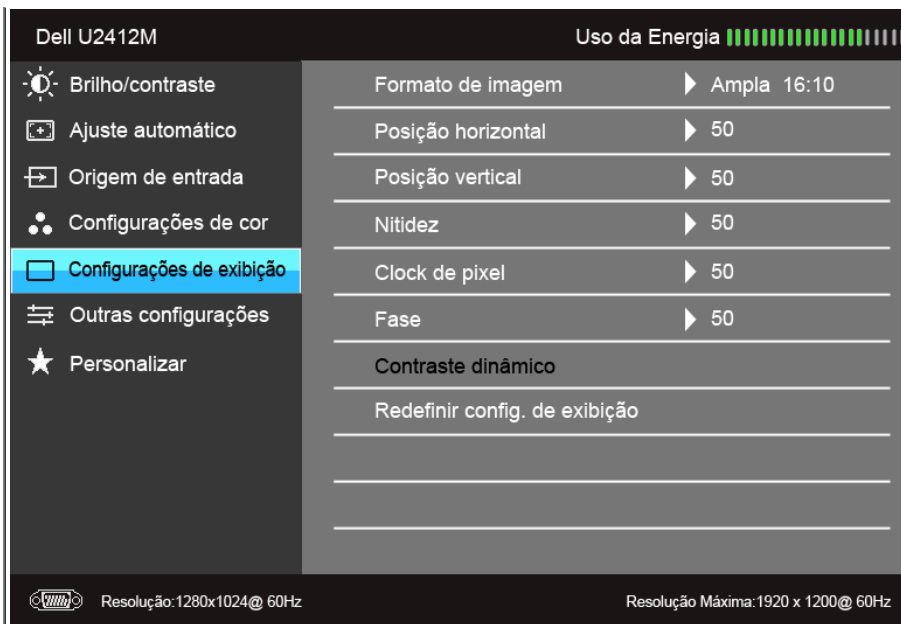 Dell U2412M
Uso da Energia
Brilho/contraste
Ajuste automático
Origem de entrada
Configurações de cor
Configurações de exibição
Outras configurações
Personalizar
Formato de imagem Ampla 16:10
Posição horizontal 50
Posição vertical 50
Nitidez 50
Clock de pixel 50
Fase 50
Contraste dinâmico
Redefinir config. de exibição
Resolução:1280x1024@ 60Hz
Resolução Máxima:1920 x 1200@ 60Hz